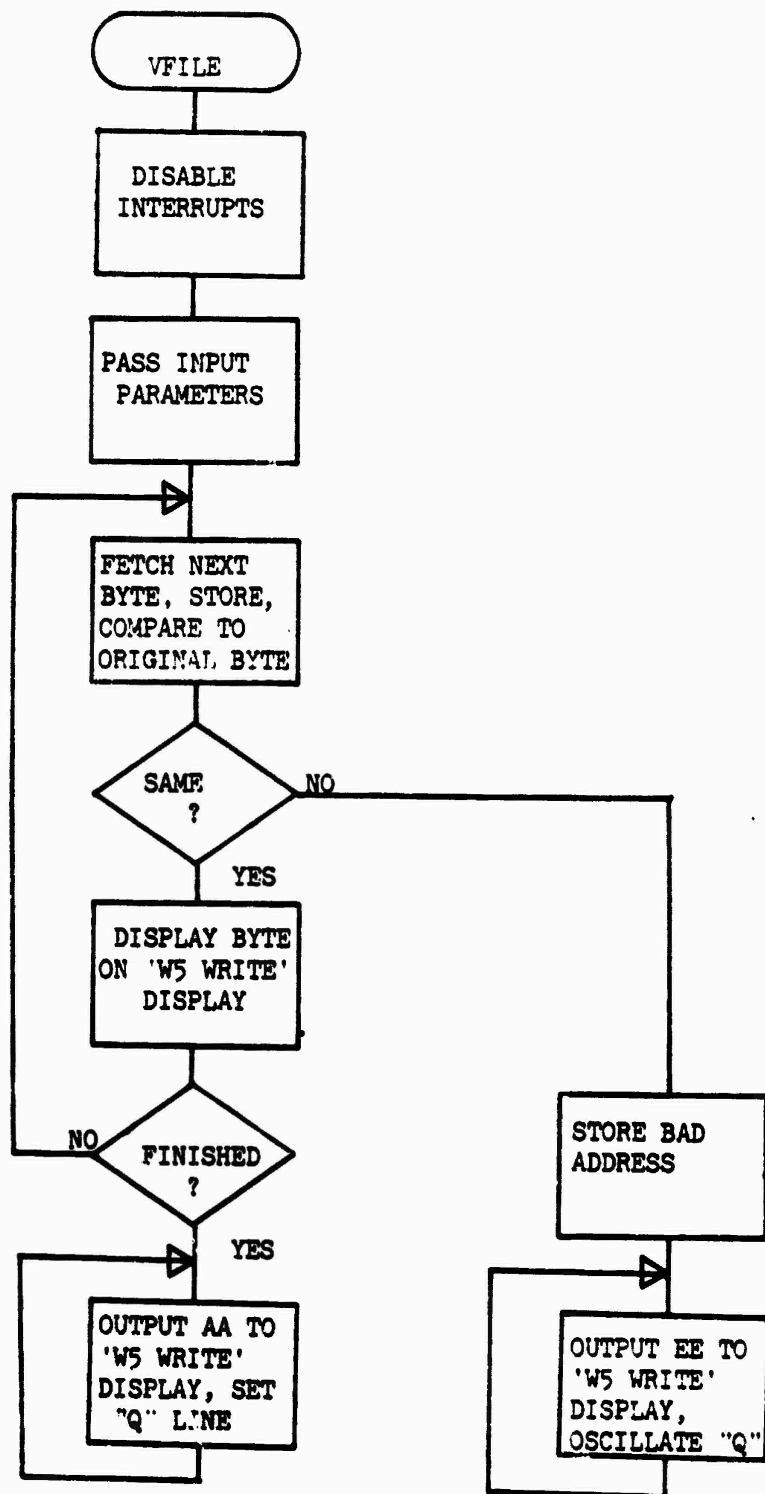 VFILE
DISABLE
INTERRUPTS
PASS INPUT
PARAMETERS
FETCH NEXT
BYTE, STORE,
COMPARE TO
ORIGINAL BYTE
SAME
?
NO
YES
DISPLAY BYTE
ON 'W5 WRITE'
DISPLAY
NO
FINISHED
?
YES
OUTPUT AA TO
'W5 WRITE'
DISPLAY, SET
"Q" LINE
STORE BAD
ADDRESS
OUTPUT EE TO
'W5 WRITE'
DISPLAY,
OSCILLATE "Q"